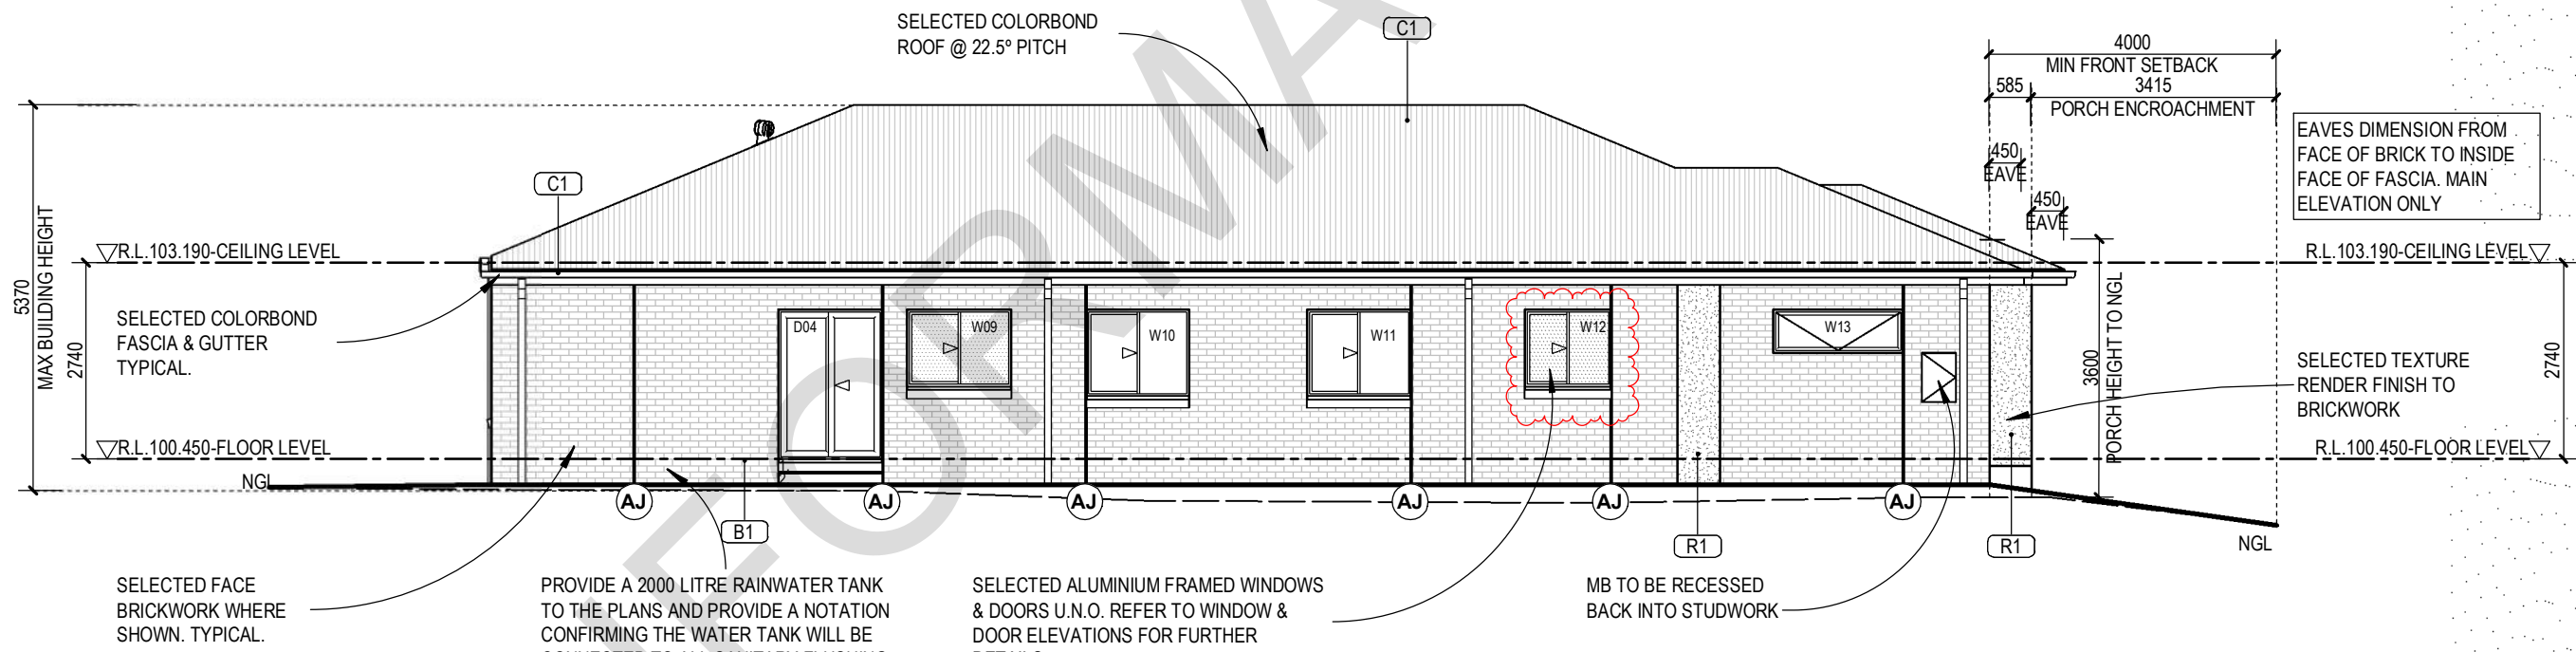 SELECTED COLORBOND
ROOF @ 22.5º PITCH
C1
4000
MIN FRONT SETBACK
585
3415
PORCH ENCROACHMENT
EAVES DIMENSION FROM
FACE OF BRICK TO INSIDE
FACE OF FASCIA. MAIN
ELEVATION ONLY
450
EAVE
450
EAVE
C1
5370
MAX BUILDING HEIGHT
2740
R.L.103.190-CEILING LEVEL
R.L.103.190-CEILING LEVEL
SELECTED COLORBOND
FASCIA & GUTTER
TYPICAL.
D04
W09
W10
W11
W12
W13
3600
PORCH HEIGHT TO NGL
2740
SELECTED TEXTURE
RENDER FINISH TO
BRICKWORK
R.L.100.450-FLOOR LEVEL
R.L.100.450-FLOOR LEVEL
NGL
AJ
AJ
AJ
AJ
AJ
AJ
B1
R1
R1
NGL
SELECTED FACE
BRICKWORK WHERE
SHOWN. TYPICAL.
PROVIDE A 2000 LITRE RAINWATER TANK
TO THE PLANS AND PROVIDE A NOTATION
CONFIRMING THE WATER TANK WILL BE
SELECTED ALUMINIUM FRAMED WINDOWS
& DOORS U.N.O. REFER TO WINDOW &
DOOR ELEVATIONS FOR FURTHER
MB TO BE RECESSED
BACK INTO STUDWORK
FORMA